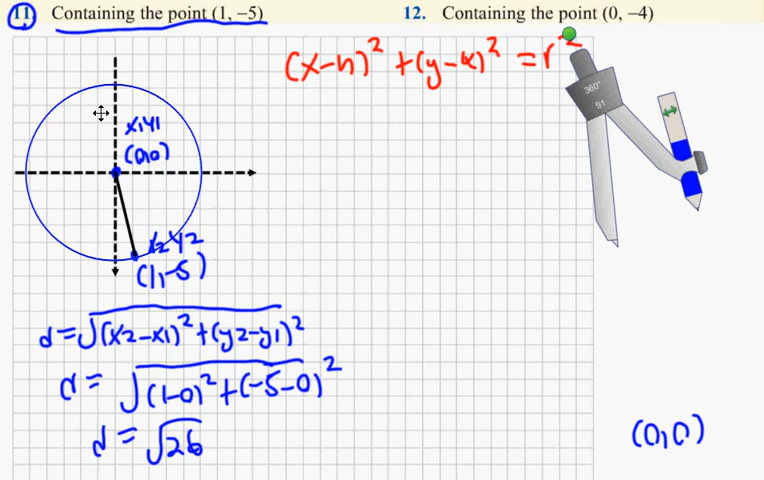 11. Containing the point (1, −5)
12. Containing the point (0, −4)
(x-h)² + (y-k)² = r²
360°
91
x1y1
(0,0)
x2y2
(1,-5)
d=√(x2-x1)²+(y2-y1)²
d = √(1-0)²+(-5-0)²
d = √26
(0,0)